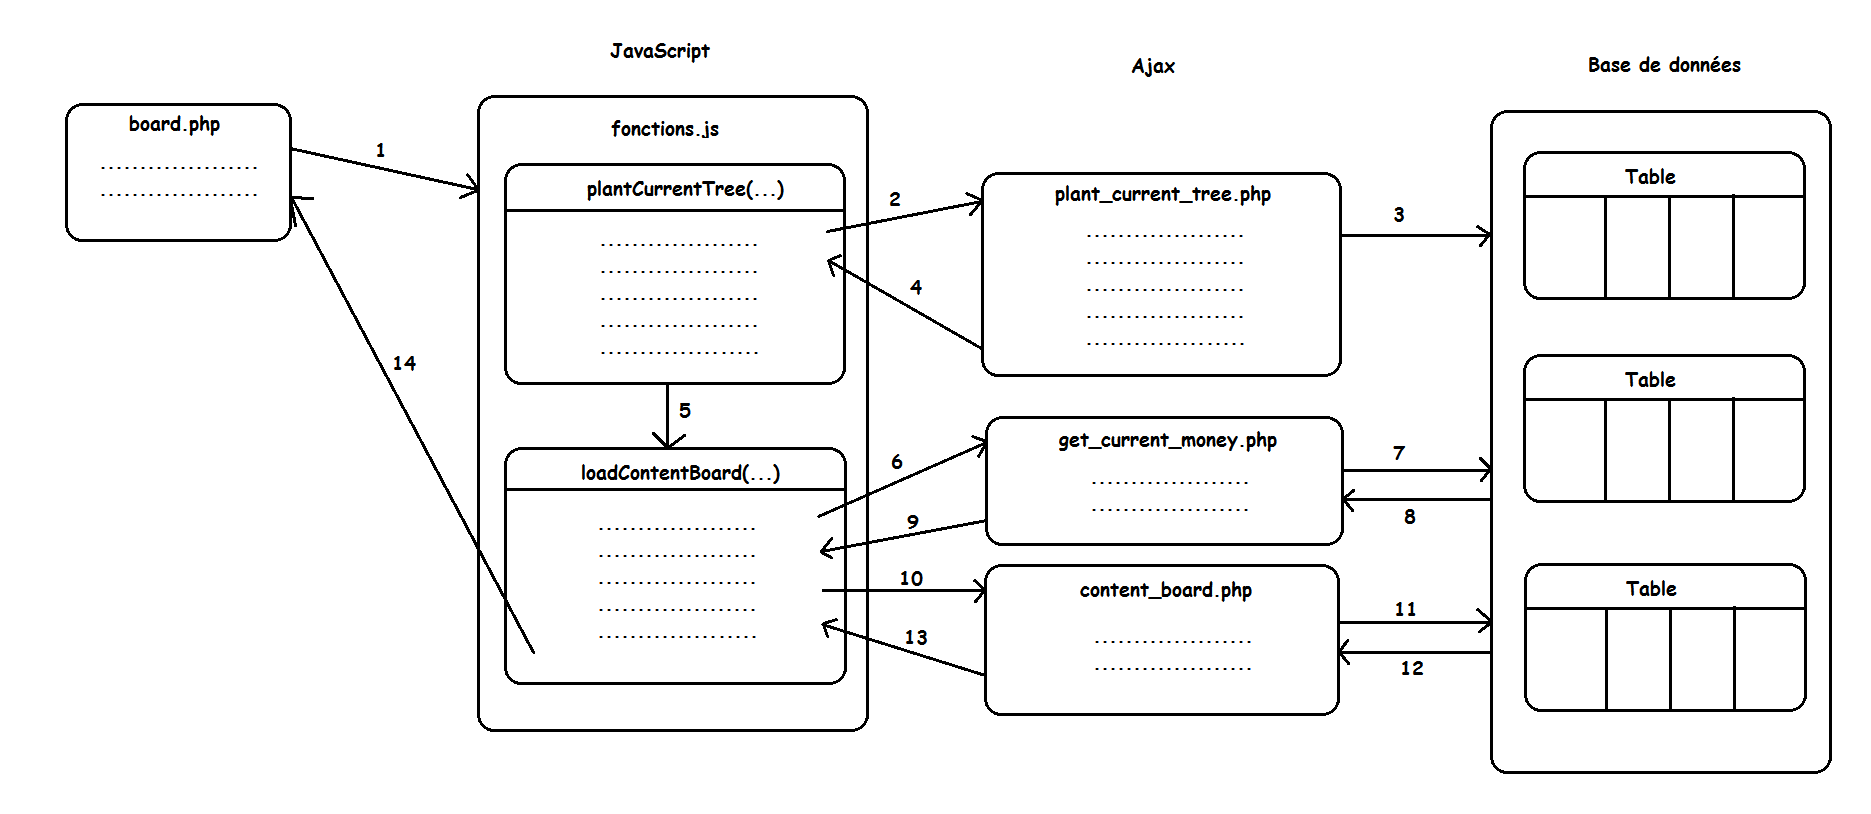 JavaScript
Ajax
Base de données
board.php
...................
...................
1
fonctions.js
plantCurrentTree(...)
...................
...................
...................
...................
...................
2
4
plant_current_tree.php
...................
...................
...................
...................
...................
3
Table
14
5
loadContentBoard(...)
...................
...................
...................
...................
...................
6
9
get_current_money.php
...................
...................
7
8
Table
10
13
content_board.php
...................
...................
11
12
Table